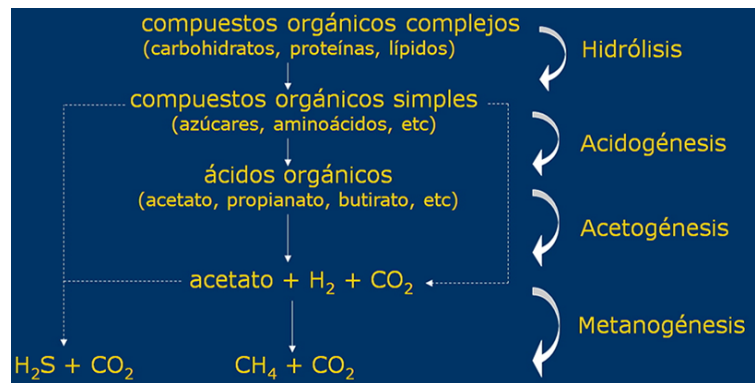 compuestos orgánicos complejos
(carbohidratos, proteínas, lípidos)
Hidrólisis
compuestos orgánicos simples
(azúcares, aminoácidos, etc)
Acidogénesis
ácidos orgánicos
(acetato, propianato, butirato, etc)
Acetogénesis
acetato + H₂ + CO₂
Metanogénesis
H₂S + CO₂
CH₄ + CO₂